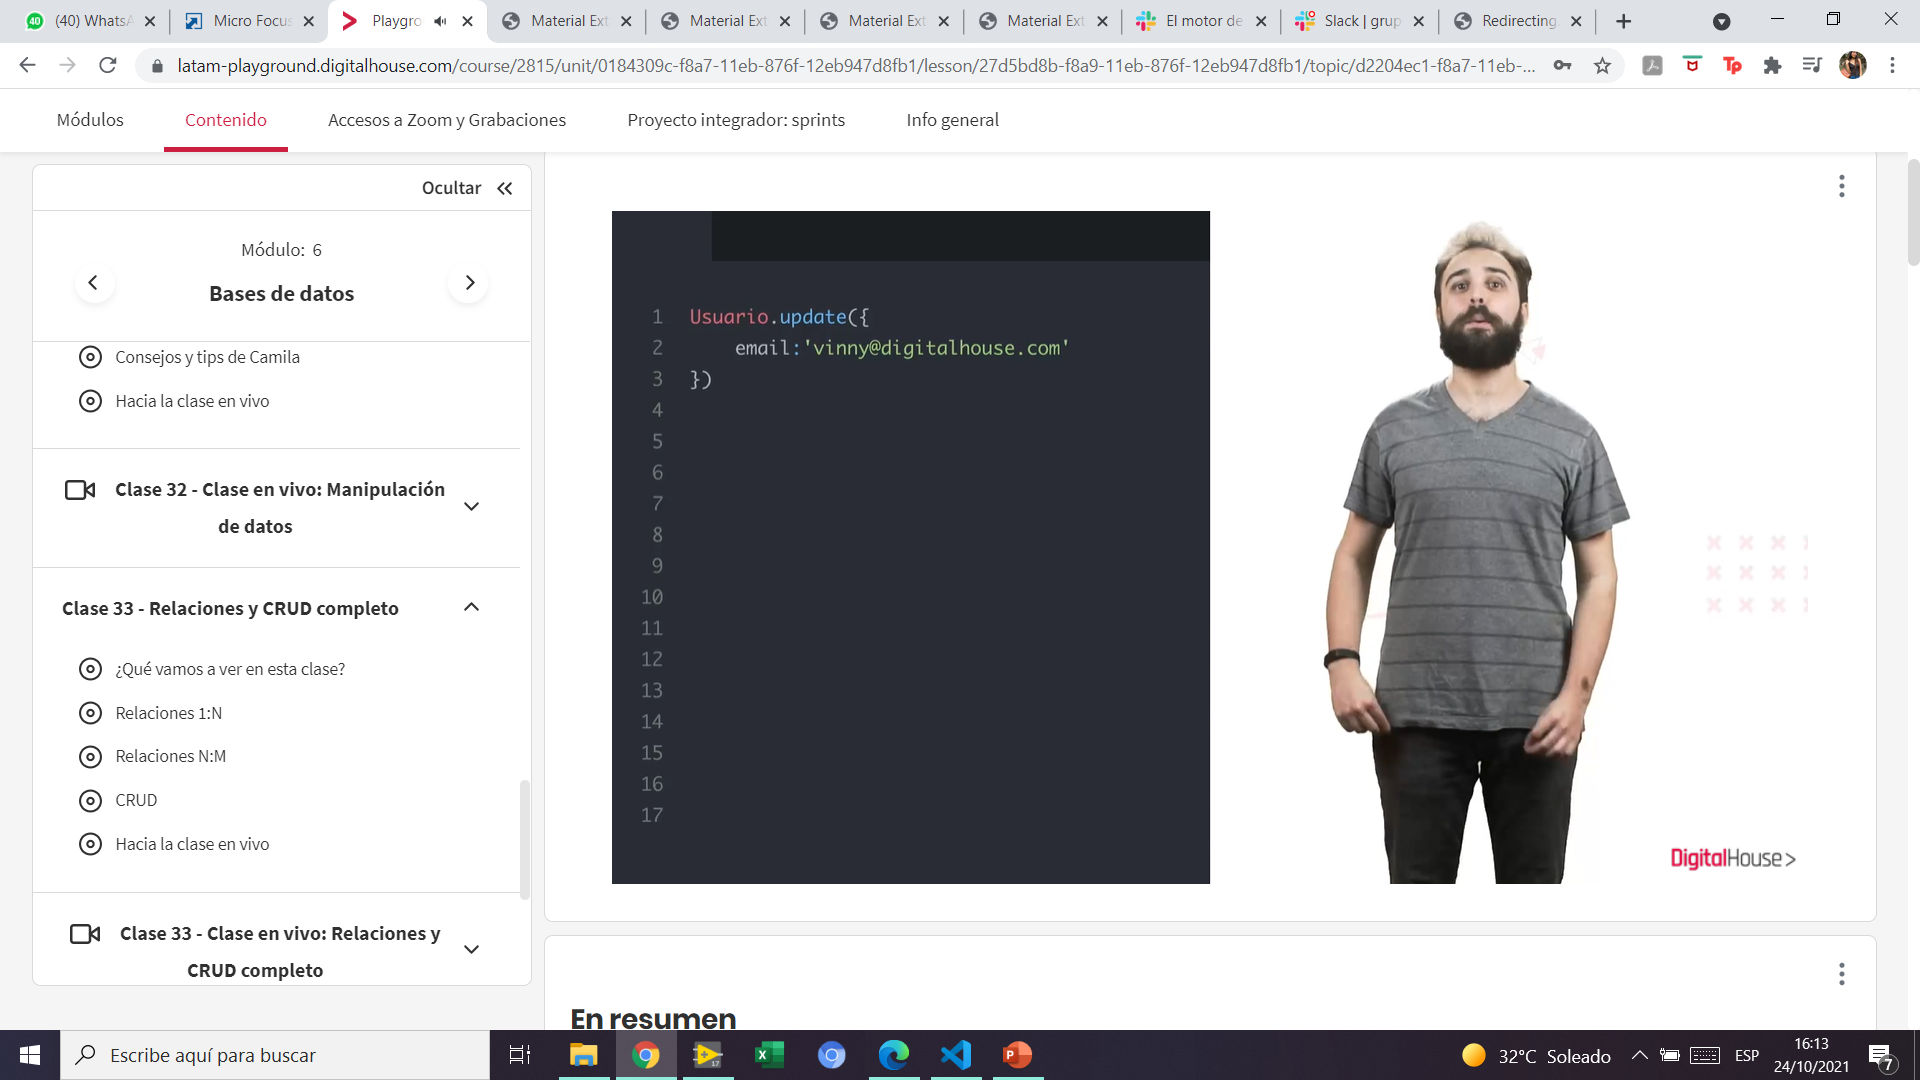 (40) WhatsA
Micro Focus
Playgro
Material Ext
Material Ext
Material Ext
Material Ext
El motor de
Slack | grup
Redirecting
latam-playground.digitalhouse.com/course/2815/unit/0184309c-f8a7-11eb-876f-12eb947d8fb1/lesson/27d5bd8b-f8a9-11eb-876f-12eb947d8fb1/topic/d2204ec1-f8a7-11eb-...
Módulos
Contenido
Accesos a Zoom y Grabaciones
Proyecto integrador: sprints
Info general
Ocultar
Módulo: 6
Bases de datos
Consejos y tips de Camila
Hacia la clase en vivo
Clase 32 - Clase en vivo: Manipulación
de datos
Clase 33 - Relaciones y CRUD completo
¿Qué vamos a ver en esta clase?
Relaciones 1:N
Relaciones N:M
CRUD
Hacia la clase en vivo
Clase 33 - Clase en vivo: Relaciones y
CRUD completo
1 Usuario.update({
2 email:'vinny@digitalhouse.com'
3 })
4
5
6
7
8
9
10
11
12
13
14
15
16
17
DigitalHouse>
En resumen
Escribe aquí para buscar
32°C Soleado
ESP
16:13
24/10/2021
7